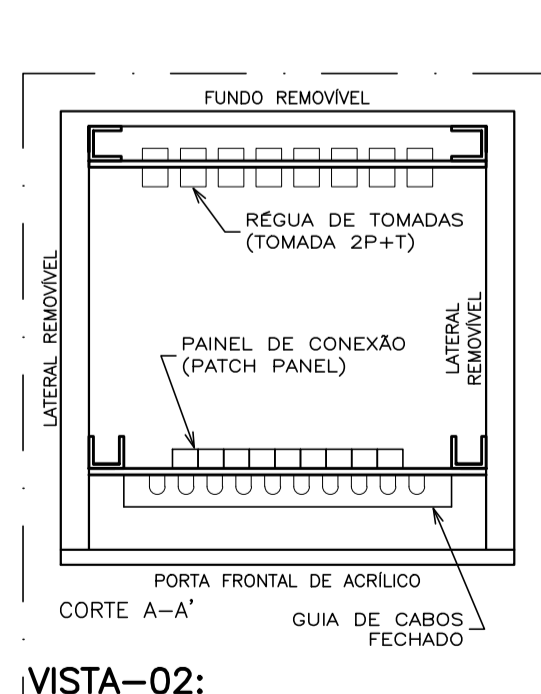 FUNDO REMOVÍVEL
RÉGUA DE TOMADAS
(TOMADA 2P+T)
LATERAL REMOVÍVEL
LATERAL
REMOVÍVEL
PAINEL DE CONEXÃO
(PATCH PANEL)
PORTA FRONTAL DE ACRÍLICO
CORTE A-A'
GUIA DE CABOS
FECHADO
VISTA-02: